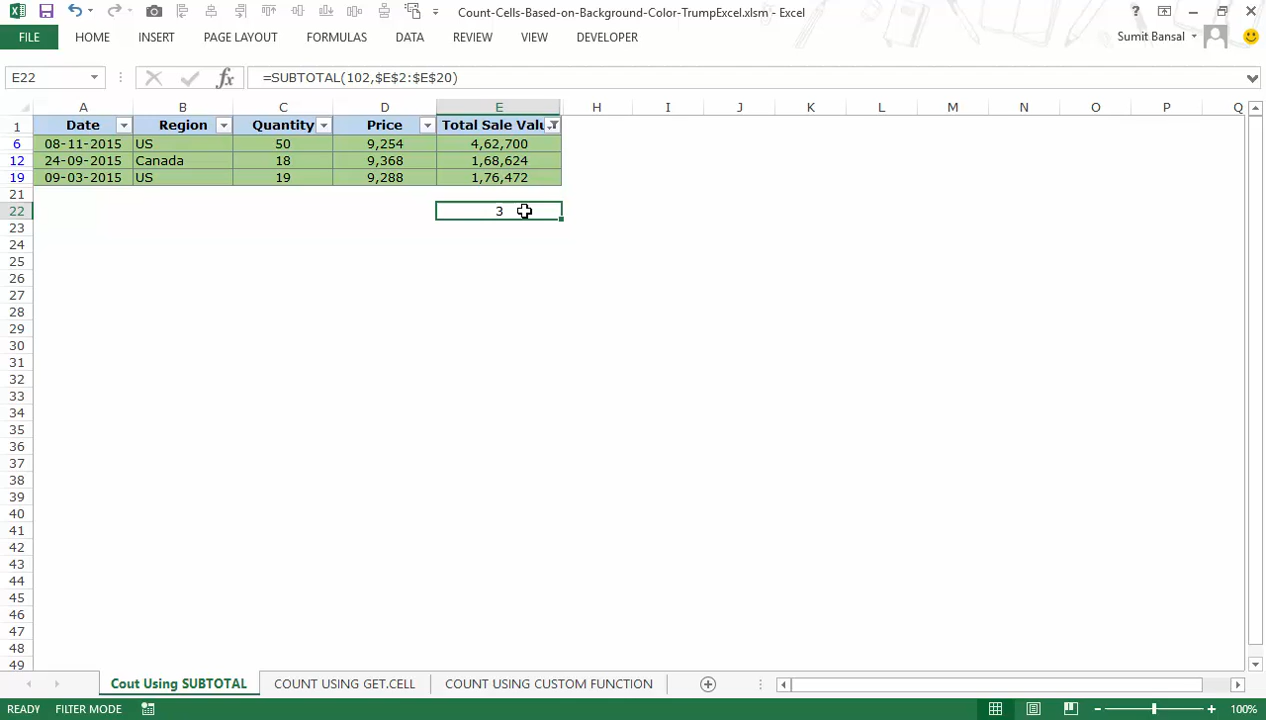 Count-Cells-Based-on-Background-Color-TrumpExcel.xlsm - Excel
FILE HOME INSERT PAGE LAYOUT FORMULAS DATA REVIEW VIEW DEVELOPER Sumit Bansal
E22 fx =SUBTOTAL(102,$E$2:$E$20)
A B C D E H I J K L M N O P Q
1 Date Region Quantity Price Total Sale Valu
6 08-11-2015 US 50 9,254 4,62,700
12 24-09-2015 Canada 18 9,368 1,68,624
19 09-03-2015 US 19 9,288 1,76,472
21
22 3
23
24
25
26
27
28
29
30
31
32
33
34
35
36
37
38
39
40
41
42
43
44
45
46
47
48
49
Cout Using SUBTOTAL COUNT USING GET.CELL COUNT USING CUSTOM FUNCTION
READY FILTER MODE 100%